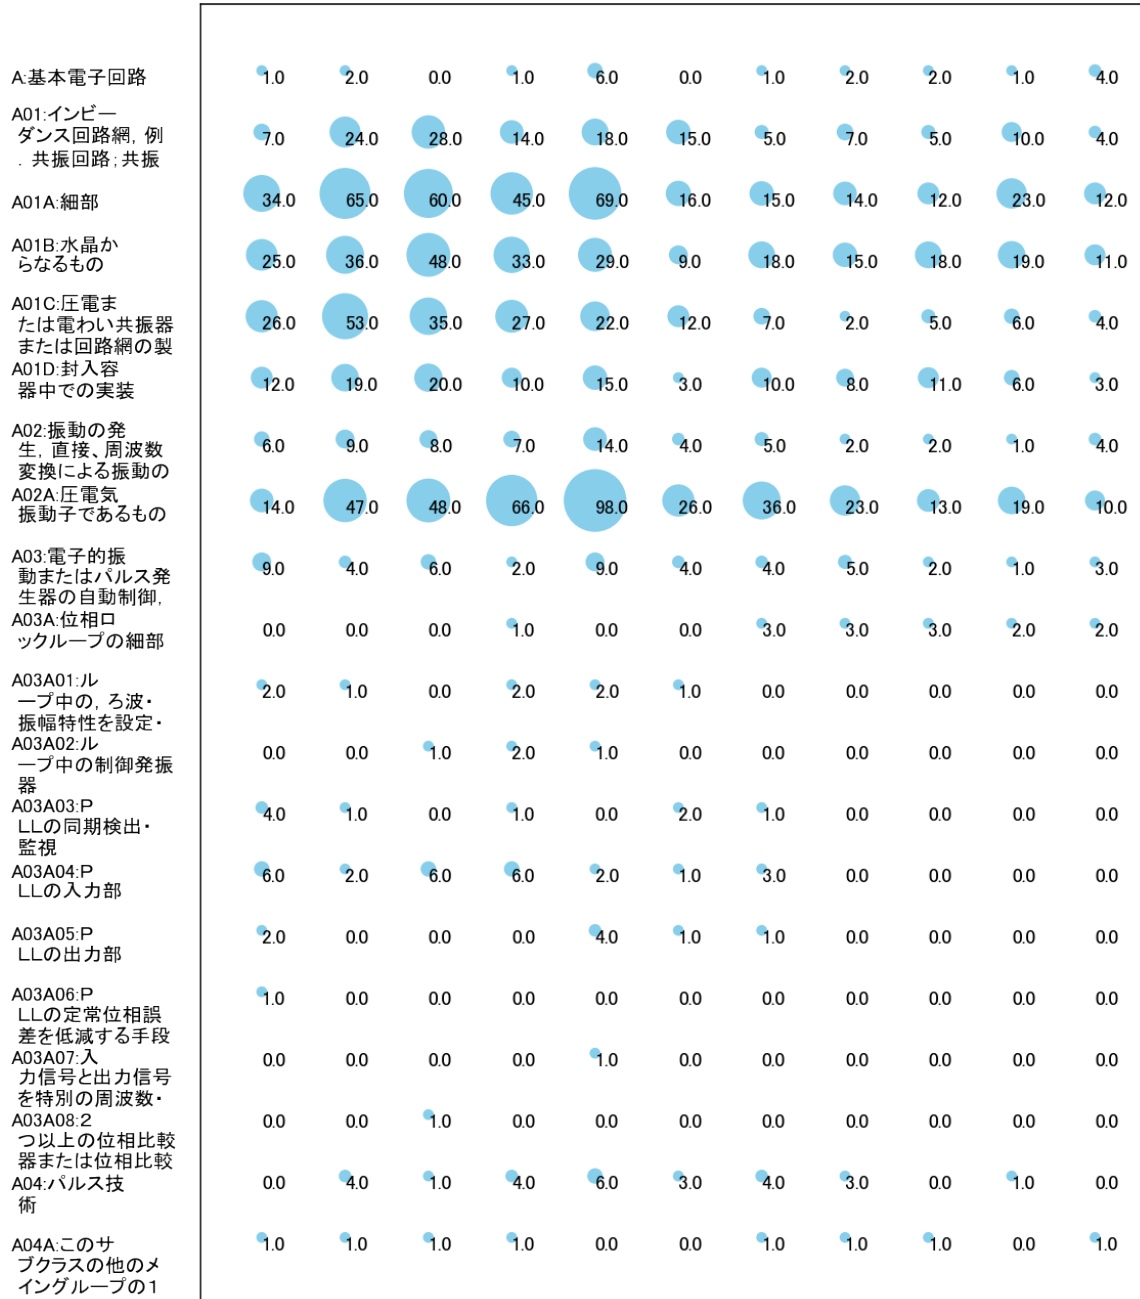 A:基本電子回路
1.0 2.0 0.0 1.0 6.0 0.0 1.0 2.0 2.0 1.0 4.0
A01:インピー
ダンス回路網, 例
. 共振回路;共振
7.0 24.0 28.0 14.0 18.0 15.0 5.0 7.0 5.0 10.0 4.0
A01A:細部
34.0 65.0 60.0 45.0 69.0 16.0 15.0 14.0 12.0 23.0 12.0
A01B:水晶か
らなるもの
25.0 36.0 48.0 33.0 29.0 9.0 18.0 15.0 18.0 19.0 11.0
A01C:圧電ま
たは電わい共振器
または回路網の製
26.0 53.0 35.0 27.0 22.0 12.0 7.0 2.0 5.0 6.0 4.0
A01D:封入容
器中での実装
12.0 19.0 20.0 10.0 15.0 3.0 10.0 8.0 11.0 6.0 3.0
A02:振動の発
生, 直接、周波数
変換による振動の
6.0 9.0 8.0 7.0 14.0 4.0 5.0 2.0 2.0 1.0 4.0
A02A:圧電気
振動子であるもの
14.0 47.0 48.0 66.0 98.0 26.0 36.0 23.0 13.0 19.0 10.0
A03:電子的振
動またはパルス発
生器の自動制御,
9.0 4.0 6.0 2.0 9.0 4.0 4.0 5.0 2.0 1.0 3.0
A03A:位相ロ
ックループの細部
0.0 0.0 0.0 1.0 0.0 0.0 3.0 3.0 3.0 2.0 2.0
A03A01:ル
ープ中の, ろ波・
振幅特性を設定・
2.0 1.0 0.0 2.0 2.0 1.0 0.0 0.0 0.0 0.0 0.0
A03A02:ル
ープ中の制御発振
器
0.0 0.0 1.0 2.0 1.0 0.0 0.0 0.0 0.0 0.0 0.0
A03A03:P
LLの同期検出・
監視
4.0 1.0 0.0 1.0 0.0 2.0 1.0 0.0 0.0 0.0 0.0
A03A04:P
LLの入力部
6.0 2.0 6.0 6.0 2.0 1.0 3.0 0.0 0.0 0.0 0.0
A03A05:P
LLの出力部
2.0 0.0 0.0 0.0 4.0 1.0 1.0 0.0 0.0 0.0 0.0
A03A06:P
LLの定常位相誤
差を低減する手段
1.0 0.0 0.0 0.0 0.0 0.0 0.0 0.0 0.0 0.0 0.0
A03A07:入
力信号と出力信号
を特別の周波数・
0.0 0.0 0.0 0.0 1.0 0.0 0.0 0.0 0.0 0.0 0.0
A03A08:2
つ以上の位相比較
器または位相比較
0.0 0.0 1.0 0.0 0.0 0.0 0.0 0.0 0.0 0.0 0.0
A04:パルス技
術
0.0 4.0 1.0 4.0 6.0 3.0 4.0 3.0 0.0 1.0 0.0
A04A:このサ
ブクラスの他のメ
イングループの1
1.0 1.0 1.0 1.0 0.0 0.0 1.0 1.0 1.0 0.0 1.0